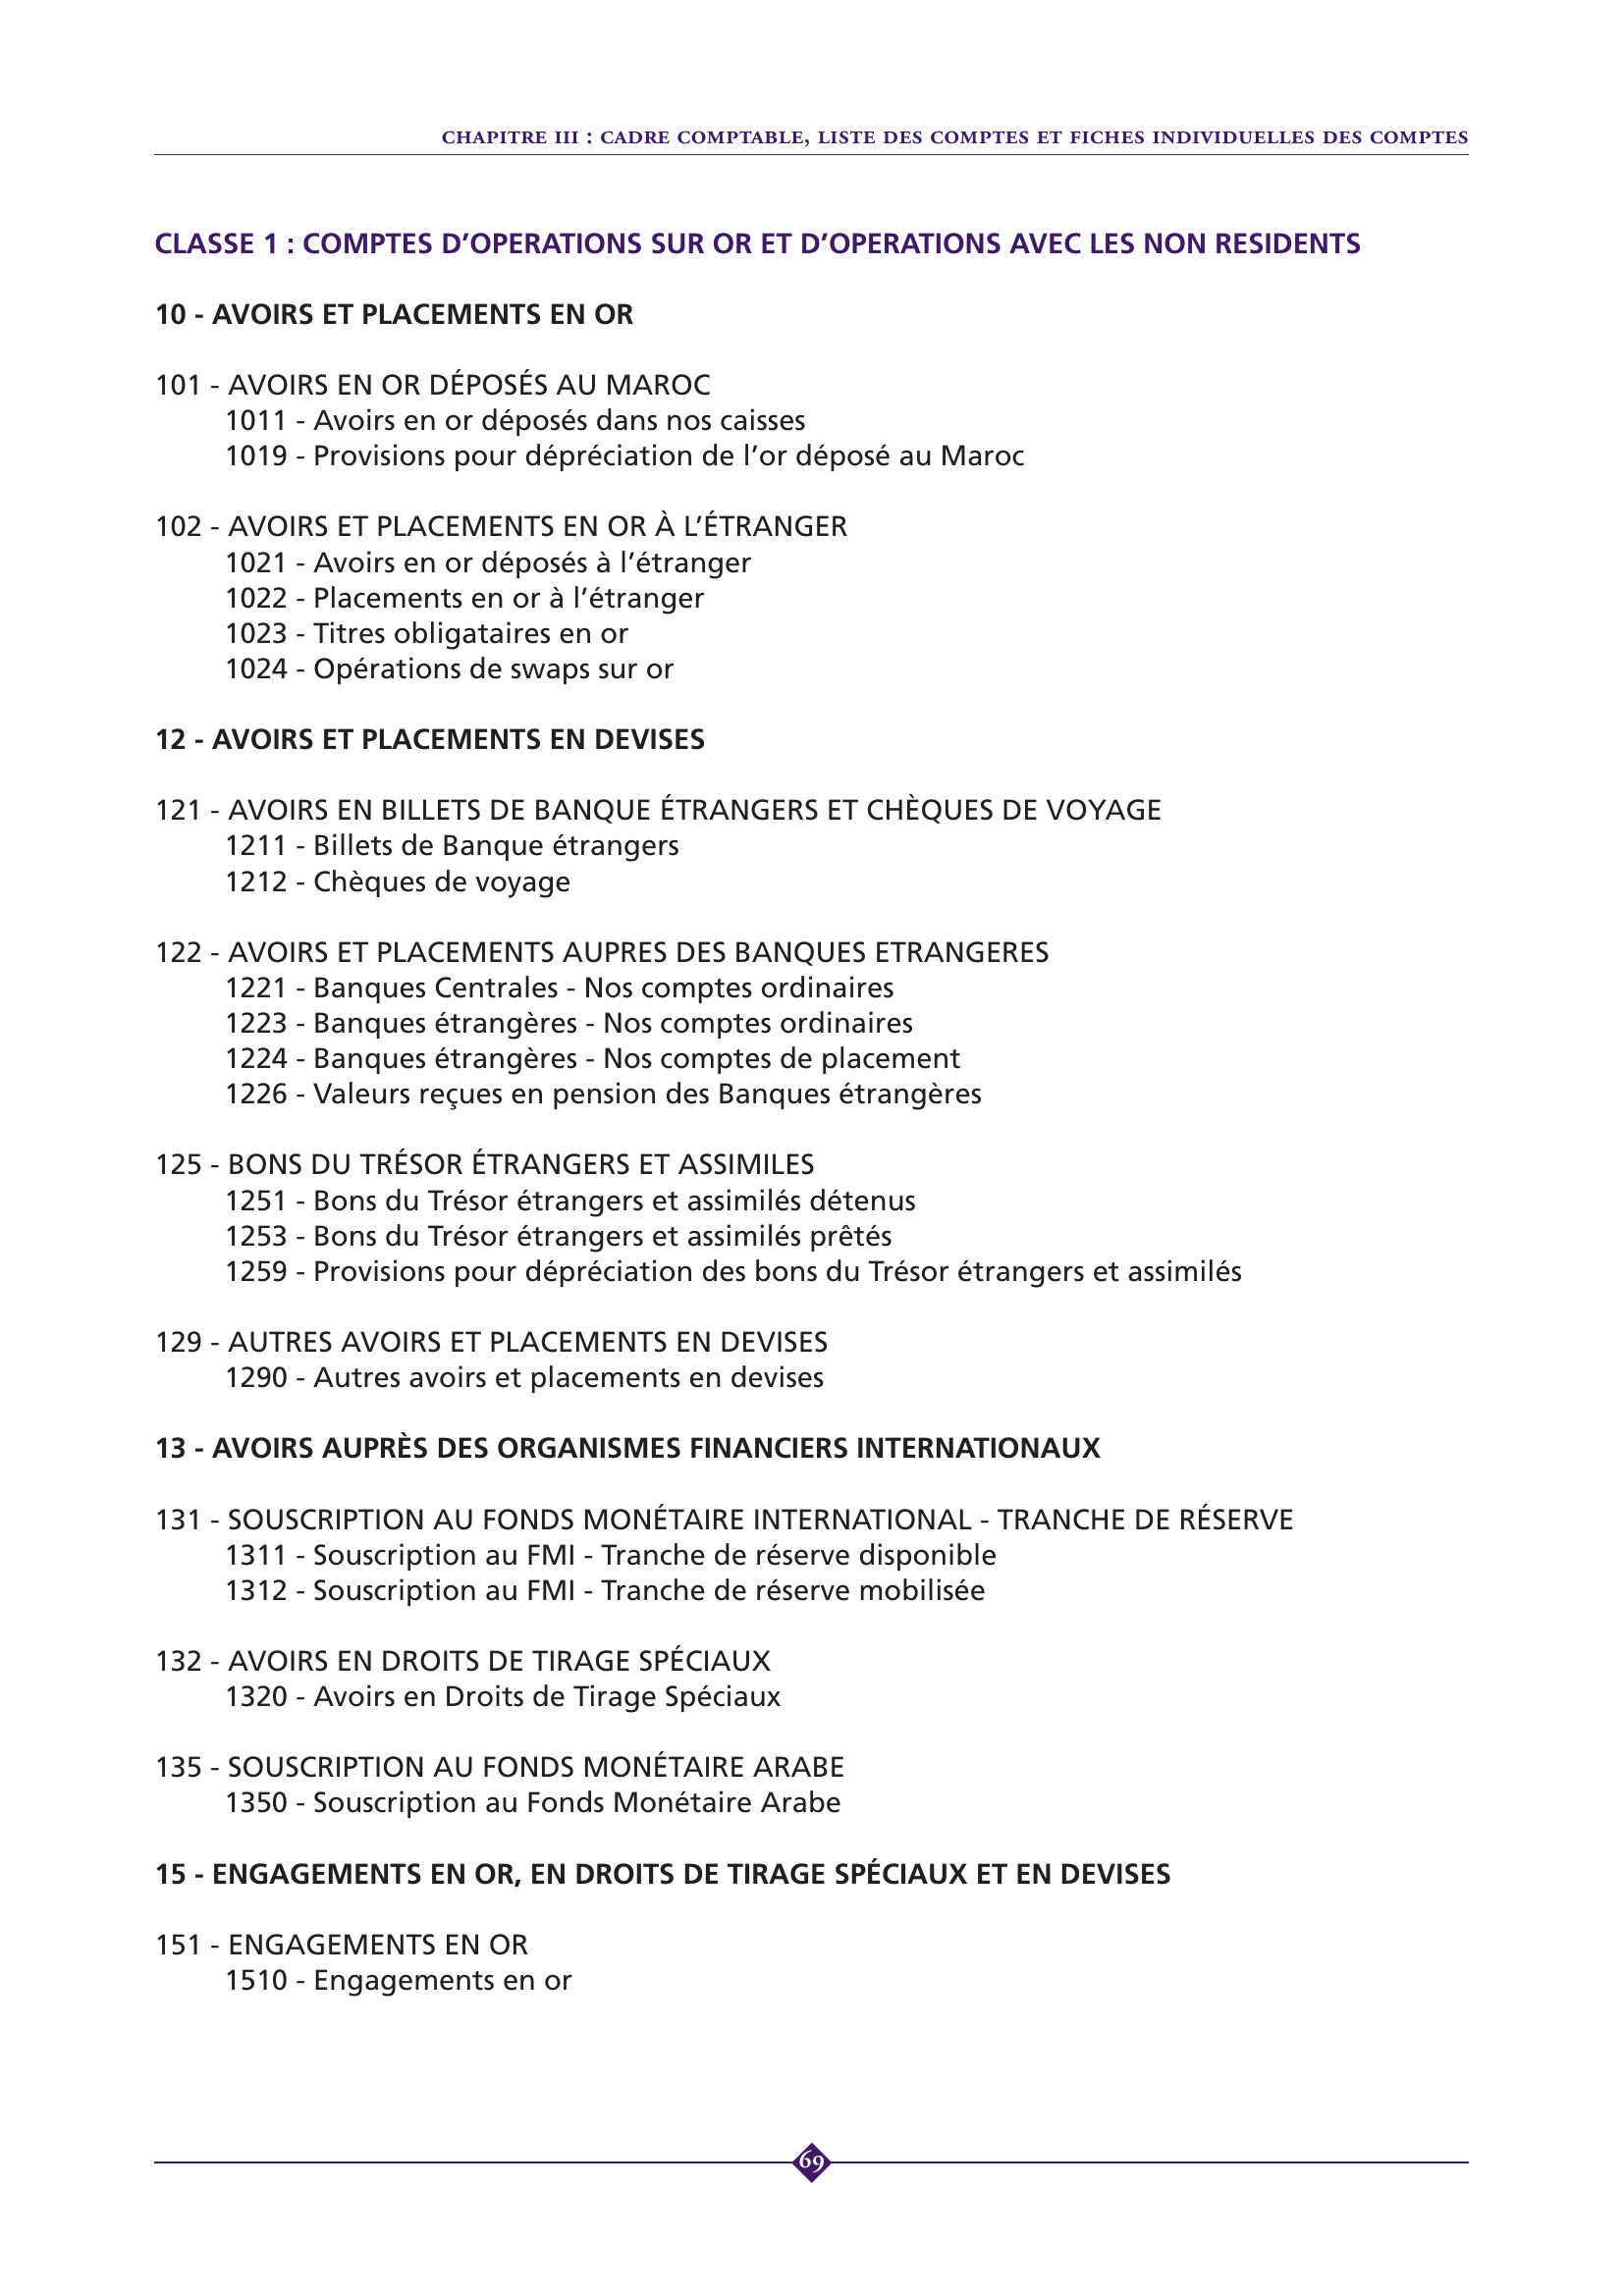 CHAPITRE III : CADRE COMPTABLE, LISTE DES COMPTES ET FICHES INDIVIDUELLES DES COMPTES
CLASSE 1 : COMPTES D’OPERATIONS SUR OR ET D’OPERATIONS AVEC LES NON RESIDENTS
10 - AVOIRS ET PLACEMENTS EN OR
101 - AVOIRS EN OR DÉPOSÉS AU MAROC
1011 - Avoirs en or déposés dans nos caisses
1019 - Provisions pour dépréciation de l’or déposé au Maroc
102 - AVOIRS ET PLACEMENTS EN OR À L’ÉTRANGER
1021 - Avoirs en or déposés à l’étranger
1022 - Placements en or à l’étranger
1023 - Titres obligataires en or
1024 - Opérations de swaps sur or
12 - AVOIRS ET PLACEMENTS EN DEVISES
121 - AVOIRS EN BILLETS DE BANQUE ÉTRANGERS ET CHÈQUES DE VOYAGE
1211 - Billets de Banque étrangers
1212 - Chèques de voyage
122 - AVOIRS ET PLACEMENTS AUPRES DES BANQUES ETRANGERES
1221 - Banques Centrales - Nos comptes ordinaires
1223 - Banques étrangères - Nos comptes ordinaires
1224 - Banques étrangères - Nos comptes de placement
1226 - Valeurs reçues en pension des Banques étrangères
125 - BONS DU TRÉSOR ÉTRANGERS ET ASSIMILES
1251 - Bons du Trésor étrangers et assimilés détenus
1253 - Bons du Trésor étrangers et assimilés prêtés
1259 - Provisions pour dépréciation des bons du Trésor étrangers et assimilés
129 - AUTRES AVOIRS ET PLACEMENTS EN DEVISES
1290 - Autres avoirs et placements en devises
13 - AVOIRS AUPRÈS DES ORGANISMES FINANCIERS INTERNATIONAUX
131 - SOUSCRIPTION AU FONDS MONÉTAIRE INTERNATIONAL - TRANCHE DE RÉSERVE
1311 - Souscription au FMI - Tranche de réserve disponible
1312 - Souscription au FMI - Tranche de réserve mobilisée
132 - AVOIRS EN DROITS DE TIRAGE SPÉCIAUX
1320 - Avoirs en Droits de Tirage Spéciaux
135 - SOUSCRIPTION AU FONDS MONÉTAIRE ARABE
1350 - Souscription au Fonds Monétaire Arabe
15 - ENGAGEMENTS EN OR, EN DROITS DE TIRAGE SPÉCIAUX ET EN DEVISES
151 - ENGAGEMENTS EN OR
1510 - Engagements en or
69